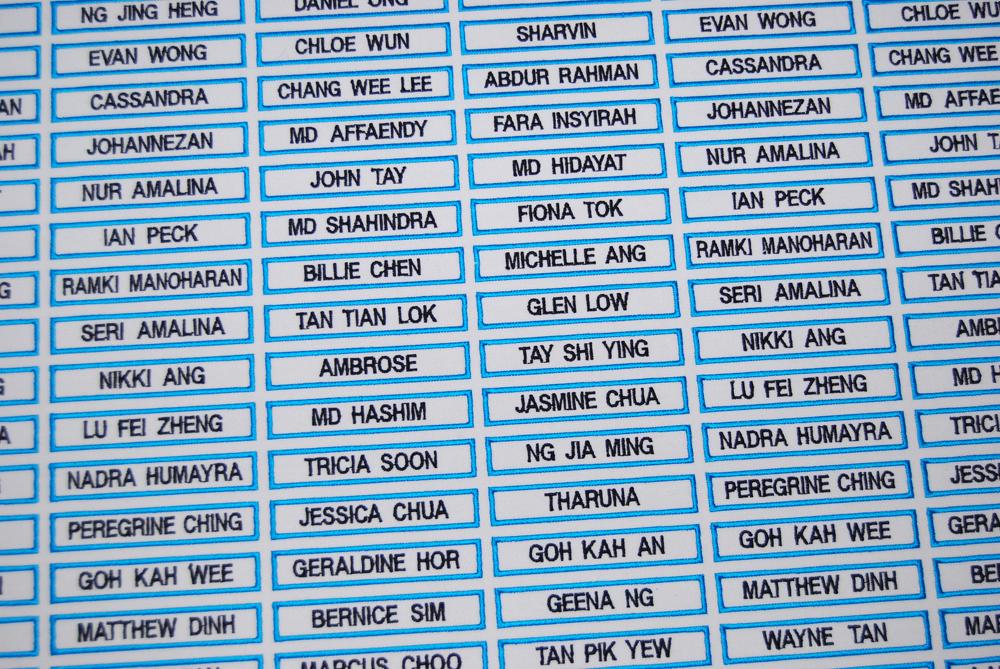 NG JING HENG DANIEL ONG SHARVIN EVAN WONG CHLOE WUN
EVAN WONG CHLOE WUN ABDUR RAHMAN CASSANDRA CHANG WEE
CASSANDRA CHANG WEE LEE FARA INSYIRAH JOHANNEZAN MD
JOHANNEZAN MD AFFAENDY MD HIDAYAT NUR AMALINA JOHN
NUR AMALINA JOHN TAY FIONA TOK IAN PECK MD
IAN PECK MD SHAHINDRA MICHELLE ANG RAMKI MANOHARAN BILLIE
RAMKI MANOHARAN BILLIE CHEN GLEN LOW SERI AMALINA TAN
SERI AMALINA TAN TIAN LOK TAY SHI YING NIKKI ANG
NIKKI ANG AMBROSE JASMINE CHUA LU FEI ZHENG MD
LU FEI ZHENG MD HASHIM NG JIA MING NADRA HUMAYRA
NADRA HUMAYRA TRICIA SOON THARUNA PEREGRINE CHING
PEREGRINE CHING JESSICA CHUA GOH KAH AN GOH KAH WEE
GOH KAH WEE GERALDINE HOR GEENA NG MATTHEW DINH
MATTHEW DINH BERNICE SIM TAN PIK YEW WAYNE TAN
MARCUS CHOO